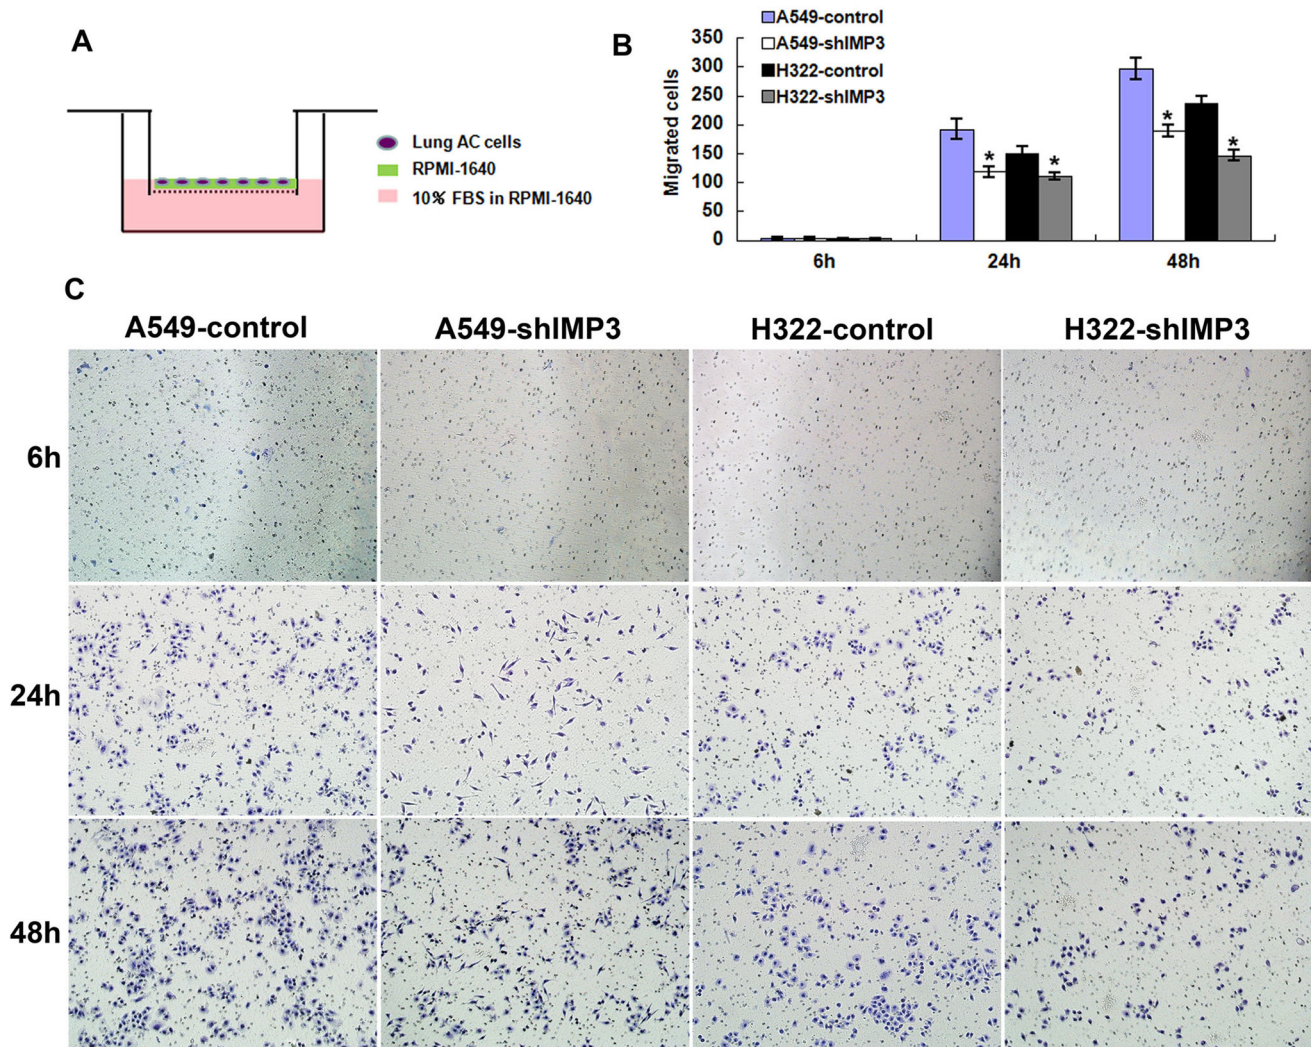 A
Lung AC cells
RPMI-1640
10% FBS in RPMI-1640
B
A549-control
A549-shIMP3
H322-control
H322-shIMP3
Migrated cells
350
300
250
200
150
100
50
0
* *
* *
6h 24h 48h
C
A549-control A549-shIMP3 H322-control H322-shIMP3
6h
24h
48h